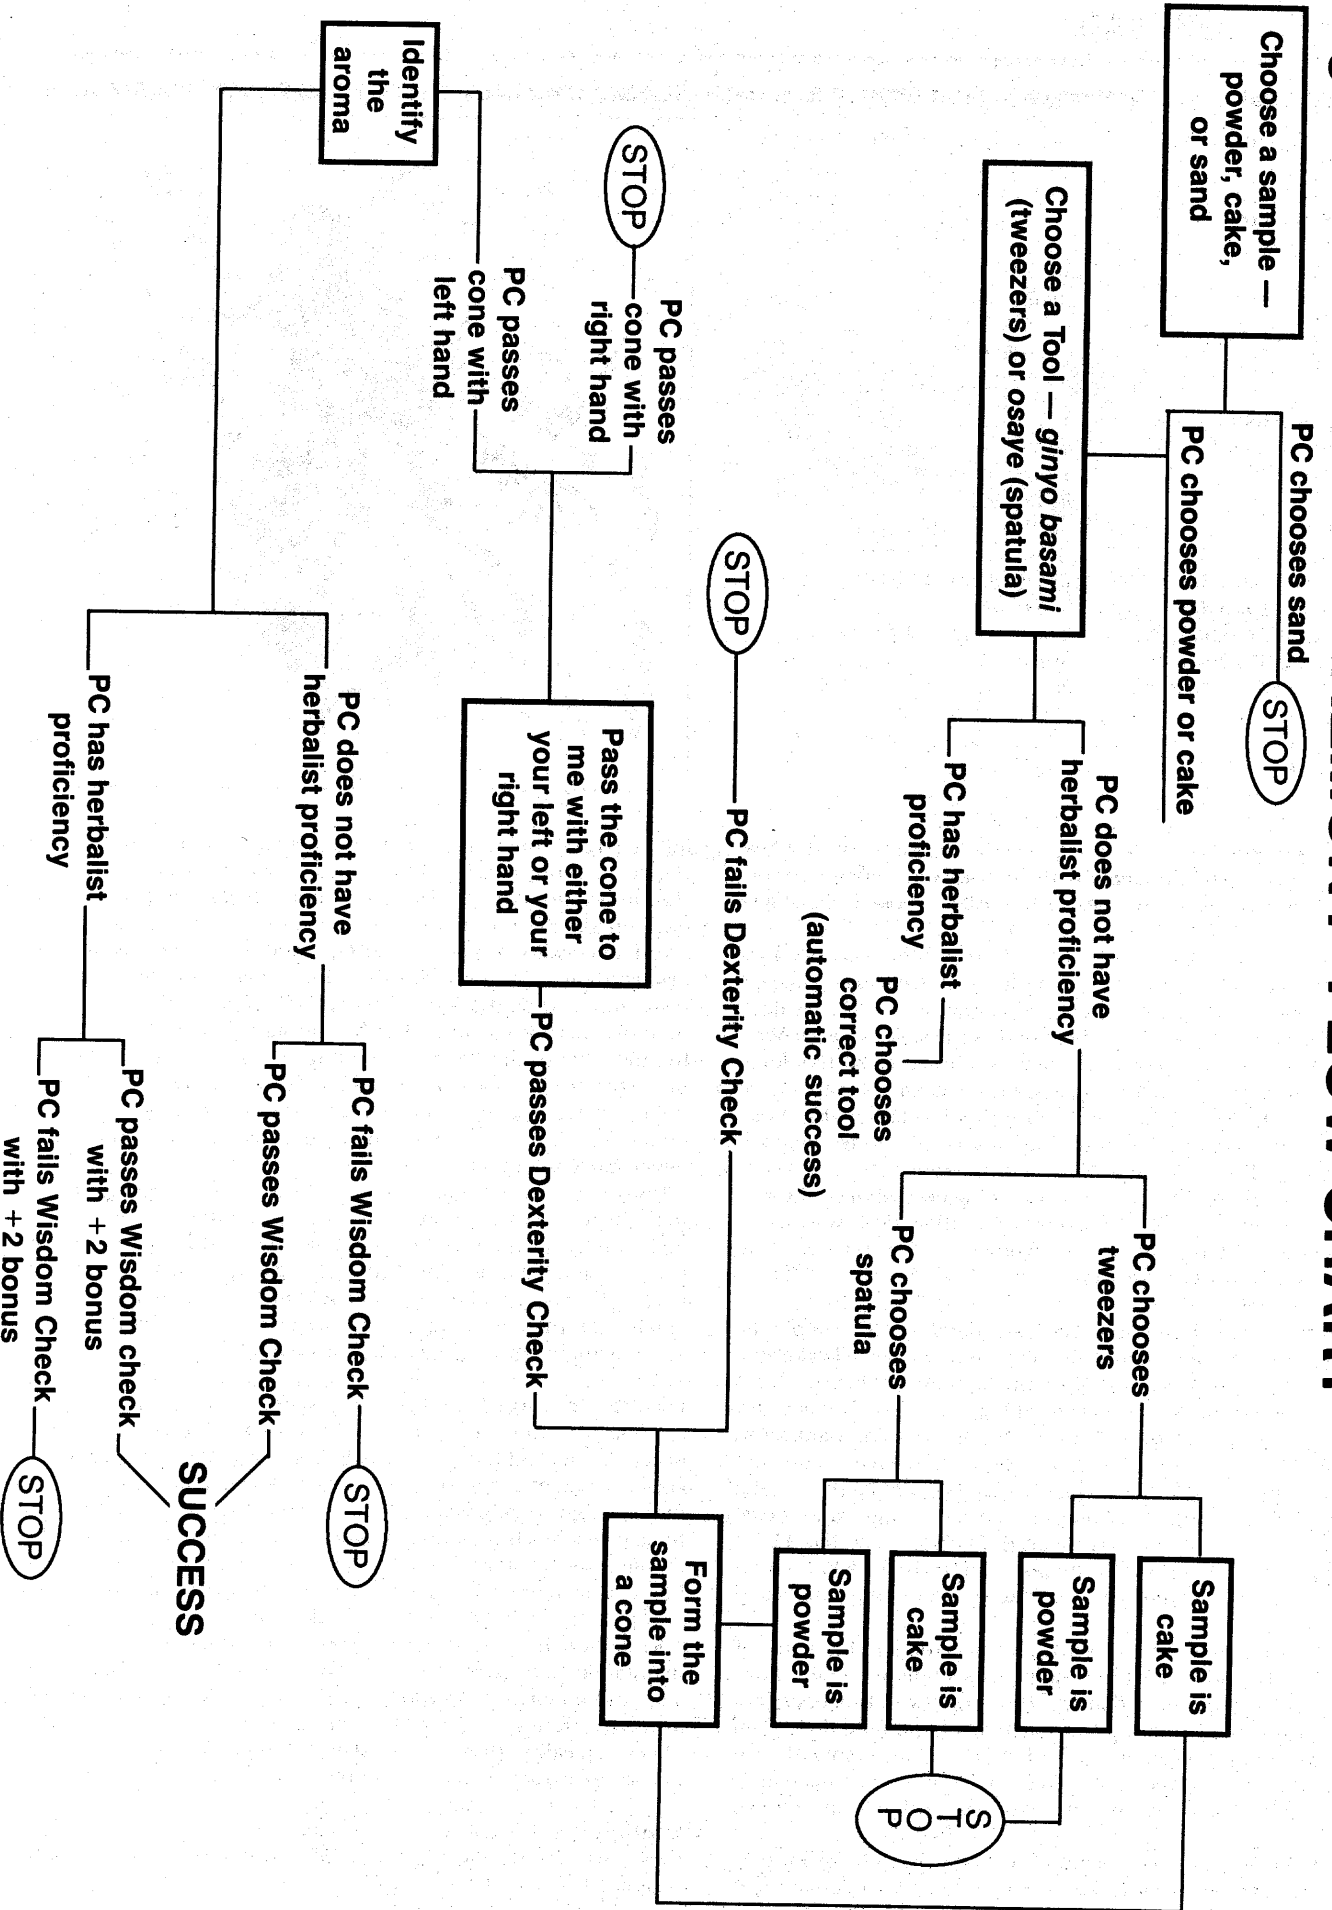 FLOW CHART
Choose a sample —
powder, cake,
or sand
PC chooses sand
STOP
PC chooses powder or cake
Choose a Tool — ginyo basami
(tweezers) or osaye (spatula)
PC does not have
herbalist proficiency
PC has herbalist
proficiency
PC chooses
correct tool
(automatic success)
PC chooses
tweezers
PC chooses
spatula
Sample is
cake
Sample is
powder
Sample is
cake
Sample is
powder
STOP
Form the
sample into
a cone
PC fails Dexterity Check
STOP
PC passes Dexterity Check
Pass the cone to
me with either
your left or your
right hand
PC passes
cone with
right hand
STOP
PC passes
cone with
left hand
Identify
the
aroma
PC does not have
herbalist proficiency
PC has herbalist
proficiency
PC fails Wisdom Check
STOP
PC passes Wisdom Check
SUCCESS
PC passes Wisdom check
with +2 bonus
PC fails Wisdom Check
with +2 bonus
STOP